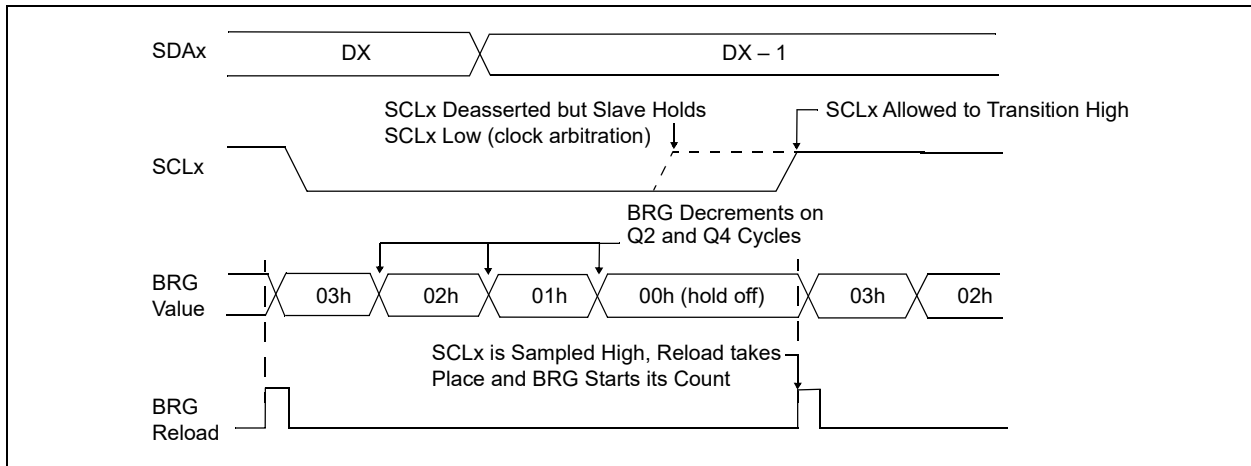 SDAx
DX
DX – 1
SCLx Deasserted but Slave Holds
SCLx Low (clock arbitration)
SCLx Allowed to Transition High
SCLx
BRG Decrements on
Q2 and Q4 Cycles
BRG
Value
03h
02h
01h
00h (hold off)
03h
02h
SCLx is Sampled High, Reload takes
Place and BRG Starts its Count
BRG
Reload